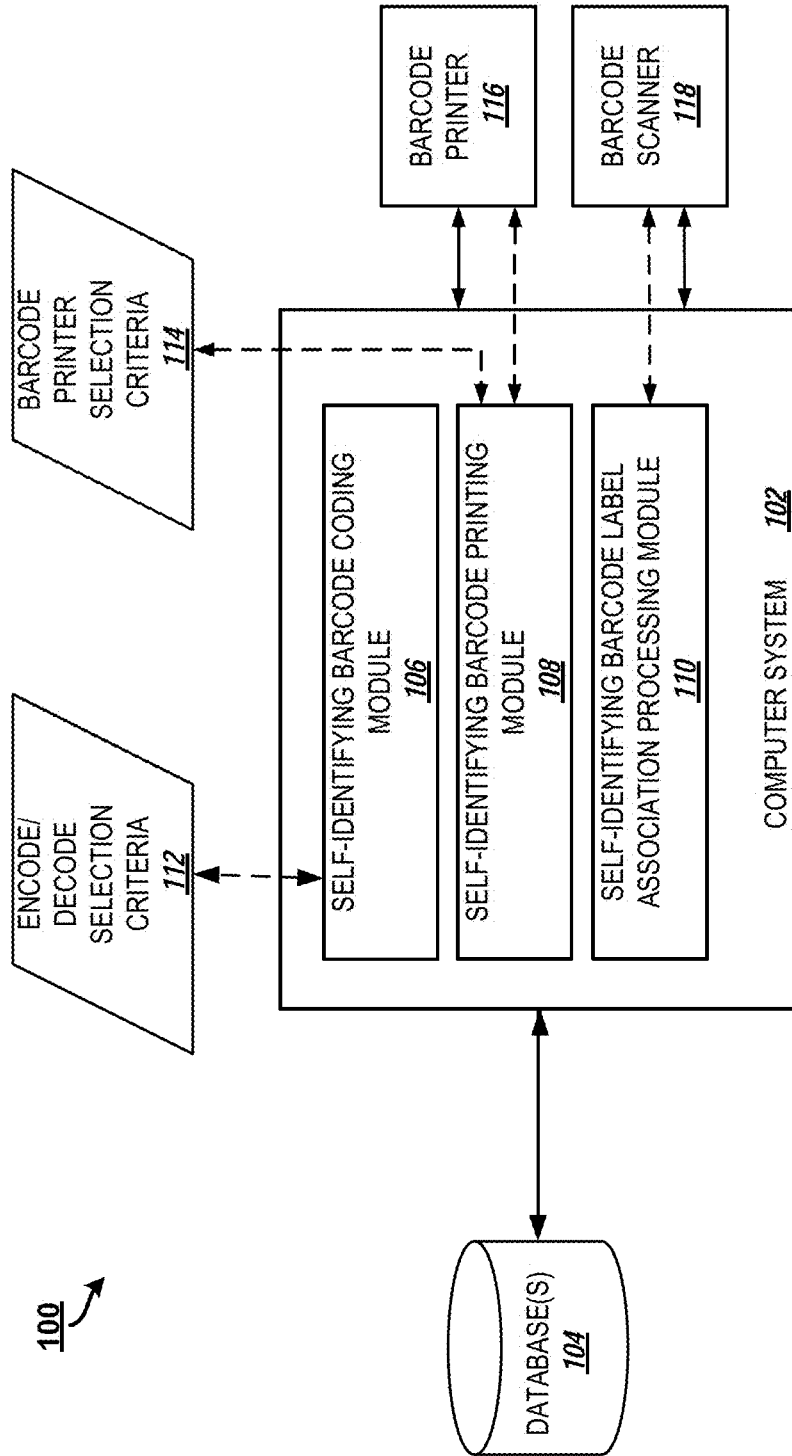 100
ENCODE/
DECODE
SELECTION
CRITERIA
112
BARCODE
PRINTER
SELECTION
CRITERIA
114
SELF-IDENTIFYING BARCODE CODING
MODULE
106
SELF-IDENTIFYING BARCODE PRINTING
MODULE
108
SELF-IDENTIFYING BARCODE LABEL
ASSOCIATION PROCESSING MODULE
110
COMPUTER SYSTEM 102
DATABASE(S)
104
BARCODE
PRINTER
116
BARCODE
SCANNER
118